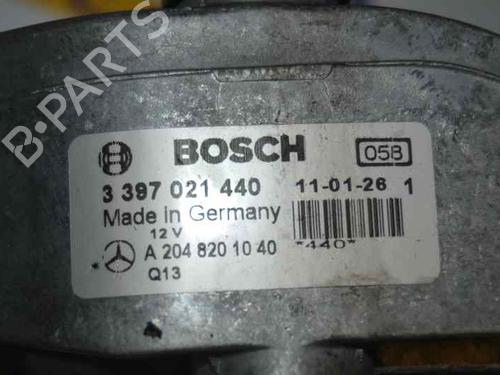 BOSCH 058
3 397 021 440 11-01-26 1
Made in Germany
12 V
A 204 820 10 40 *440*
Q13
B-PARTS